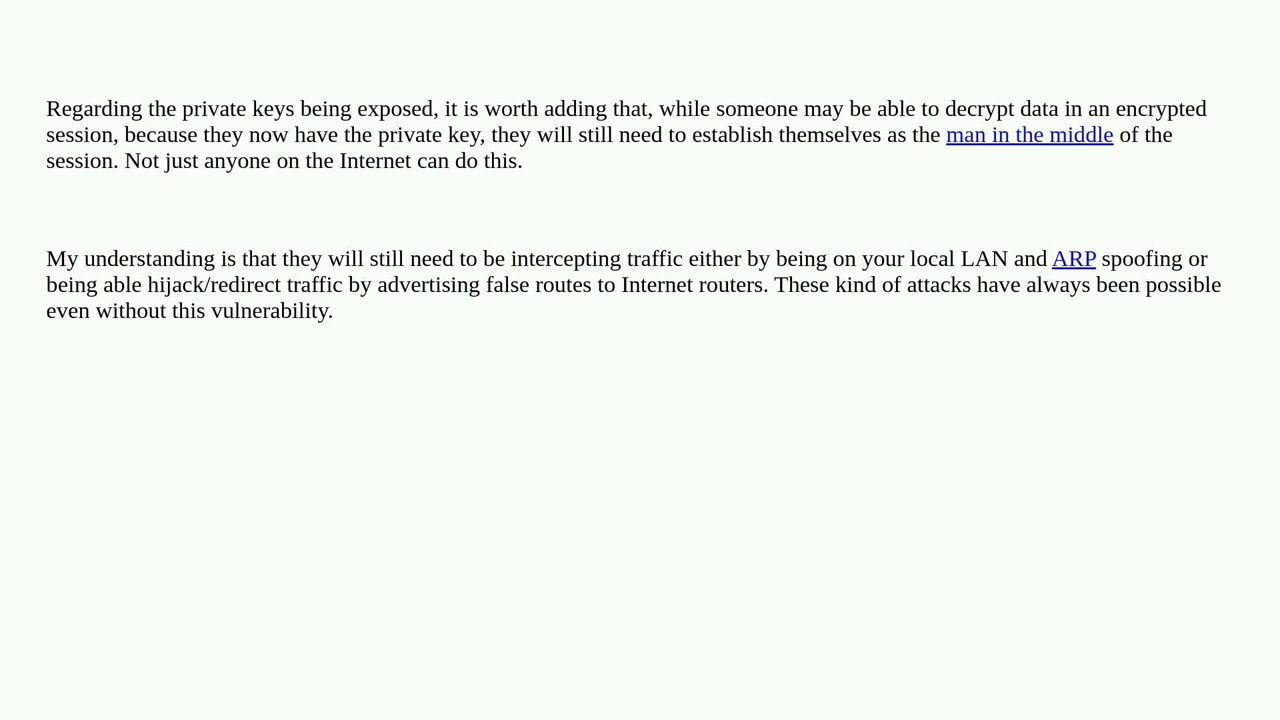 Regarding the private keys being exposed, it is worth adding that, while someone may be able to decrypt data in an encrypted
session, because they now have the private key, they will still need to establish themselves as the man in the middle of the
session. Not just anyone on the Internet can do this.
My understanding is that they will still need to be intercepting traffic either by being on your local LAN and ARP spoofing or
being able hijack/redirect traffic by advertising false routes to Internet routers. These kind of attacks have always been possible
even without this vulnerability.